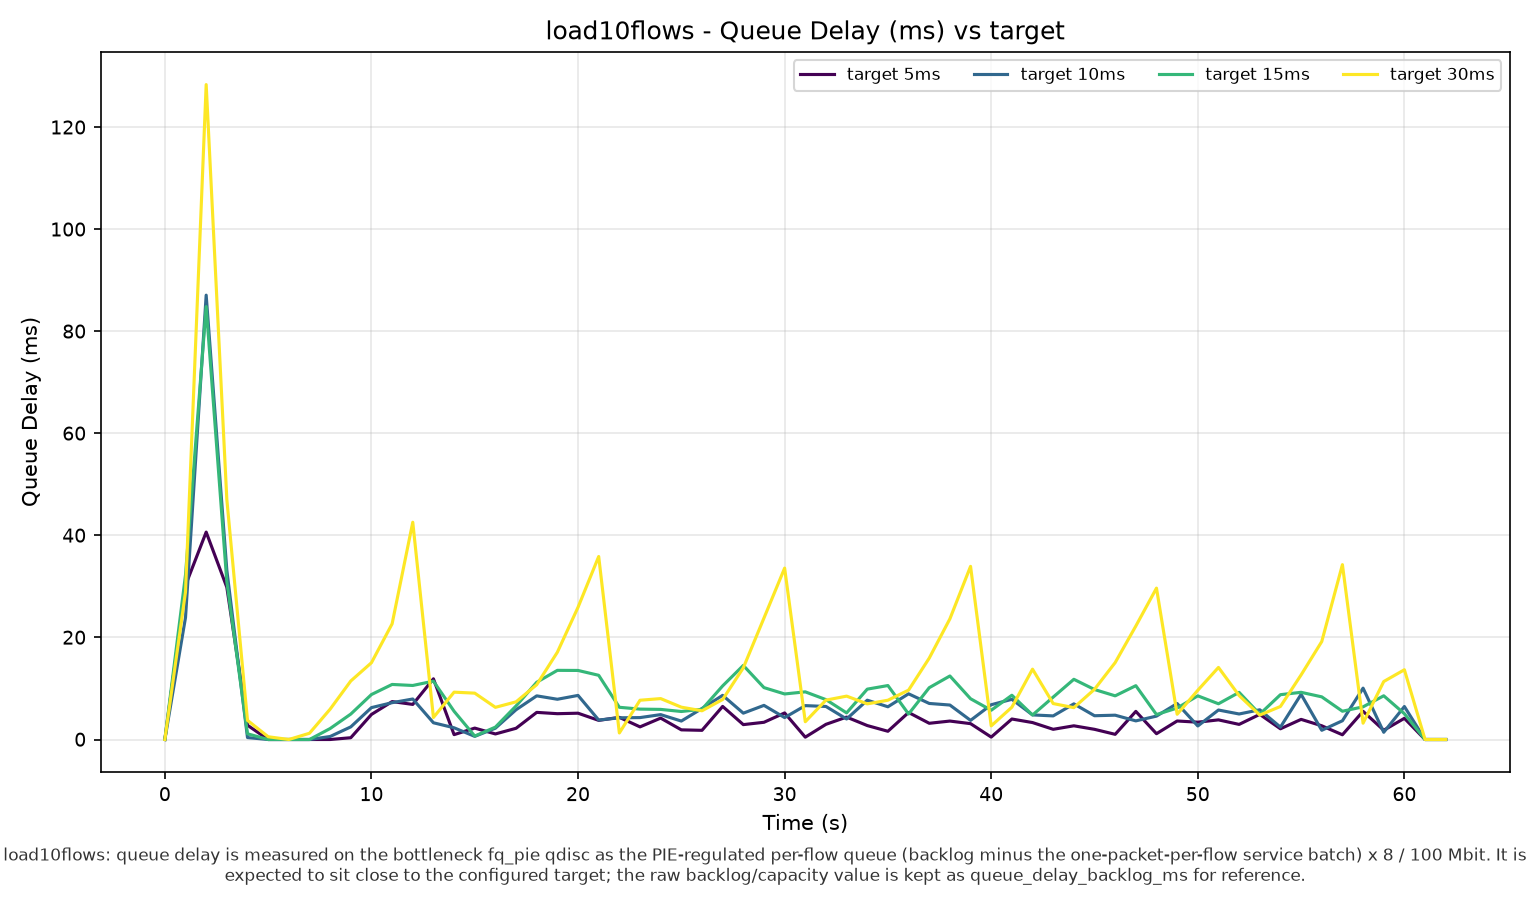 load10flows - Queue Delay (ms) vs target
target 5ms
target 10ms
target 15ms
target 30ms
Queue Delay (ms)
120
100
80
60
40
20
0
0
10
20
30
40
50
60
Time (s)
load10flows: queue delay is measured on the bottleneck fq_pie qdisc as the PIE-regulated per-flow queue (backlog minus the one-packet-per-flow service batch) x 8 / 100 Mbit. It is
expected to sit close to the configured target; the raw backlog/capacity value is kept as queue_delay_backlog_ms for reference.